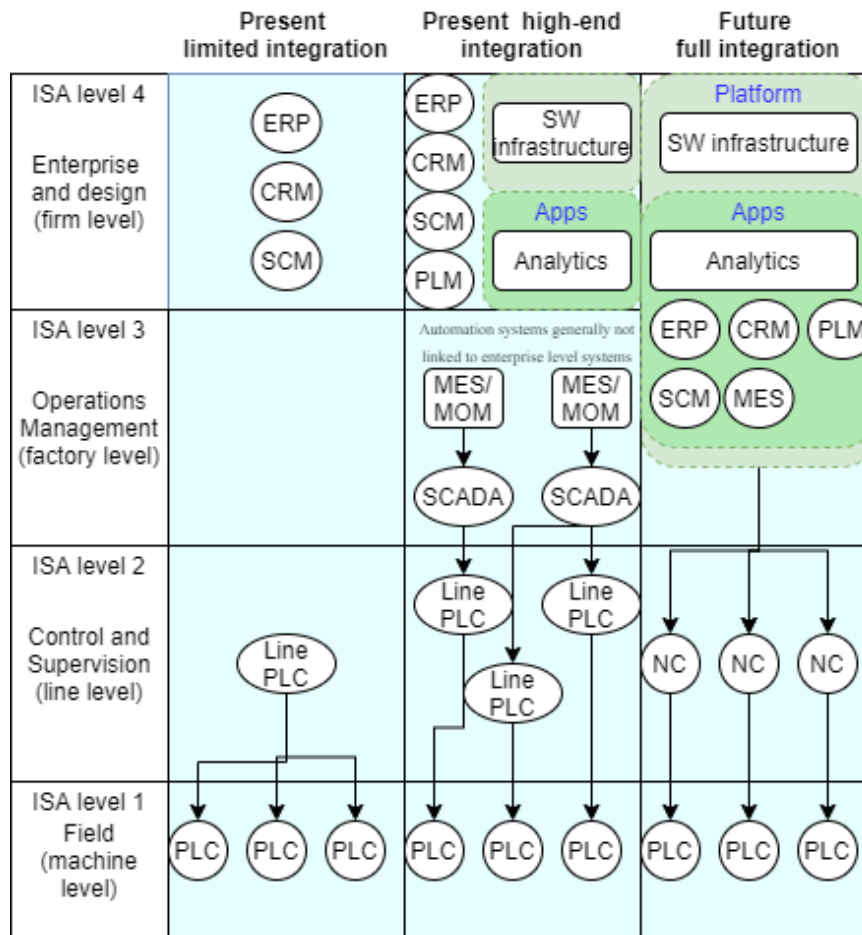 Present
limited integration
Present high-end
integration
Future
full integration
ISA level 4
Enterprise
and design
(firm level)
ERP
CRM
SCM
ERP
CRM
SCM
PLM
SW
infrastructure
Apps
Analytics
Platform
SW infrastructure
Apps
Analytics
ERP
CRM
PLM
SCM
MES
ISA level 3
Operations
Management
(factory level)
Automation systems generally not
linked to enterprise level systems
MES/
MOM
MES/
MOM
SCADA
SCADA
ISA level 2
Control and
Supervision
(line level)
Line
PLC
Line
PLC
Line
PLC
Line
PLC
NC
NC
NC
ISA level 1
Field
(machine
level)
PLC
PLC
PLC
PLC
PLC
PLC
PLC
PLC
PLC